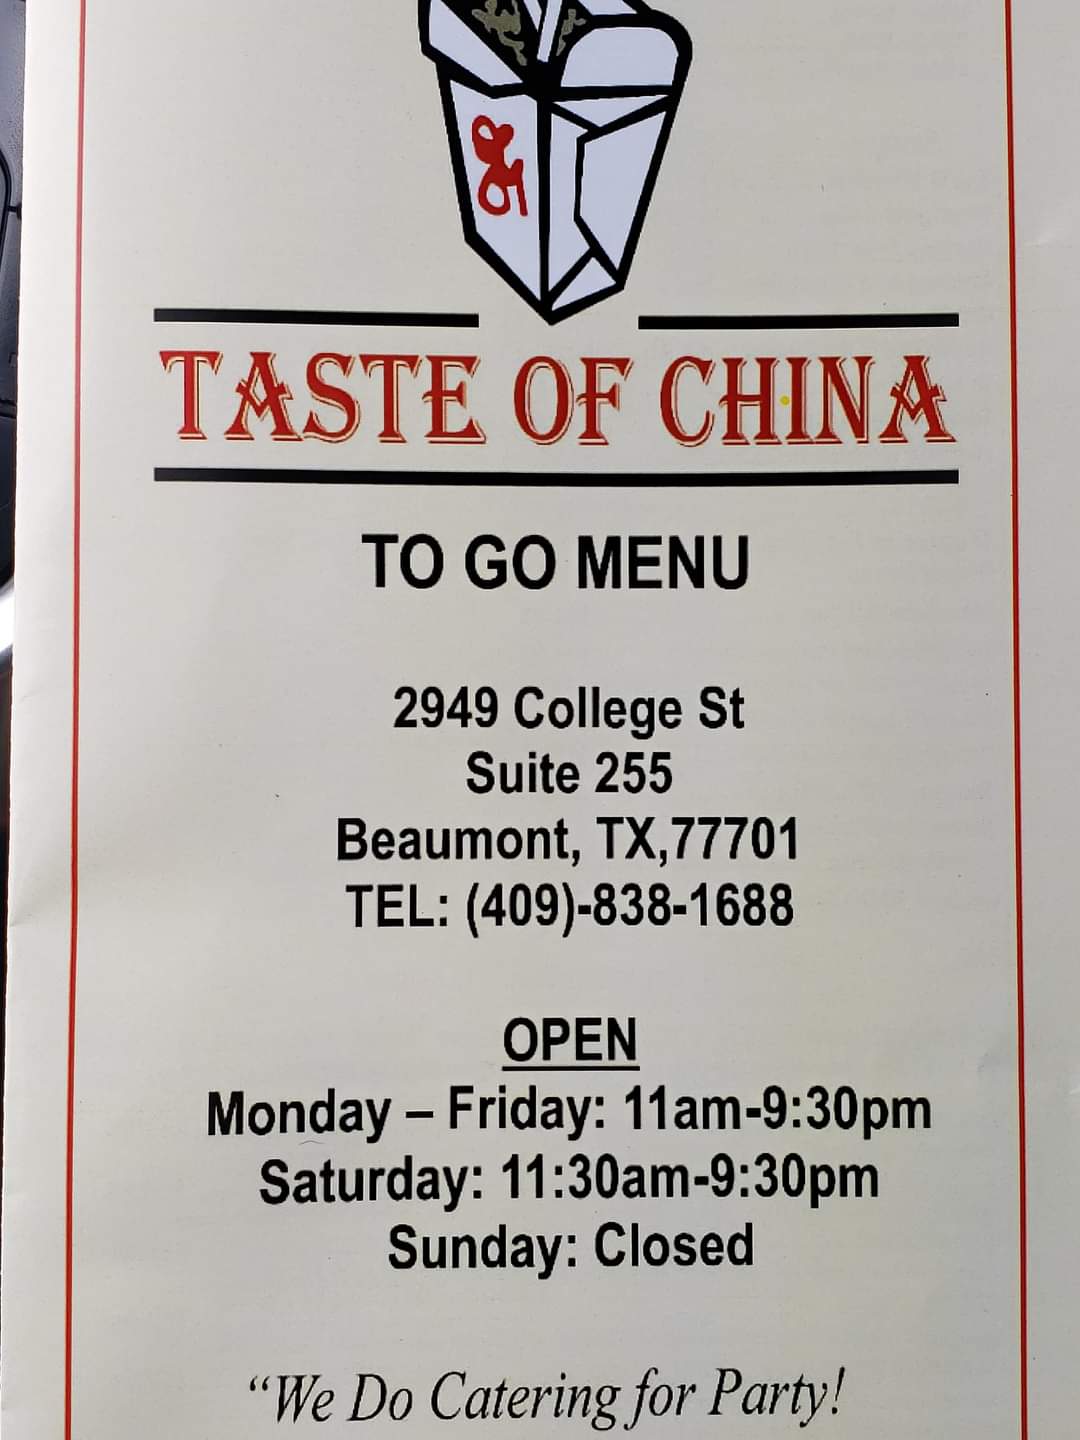 TASTE OF CHINA
TO GO MENU
2949 College St
Suite 255
Beaumont, TX,77701
TEL: (409)-838-1688
OPEN
Monday – Friday: 11am-9:30pm
Saturday: 11:30am-9:30pm
Sunday: Closed
“We Do Catering for Party!